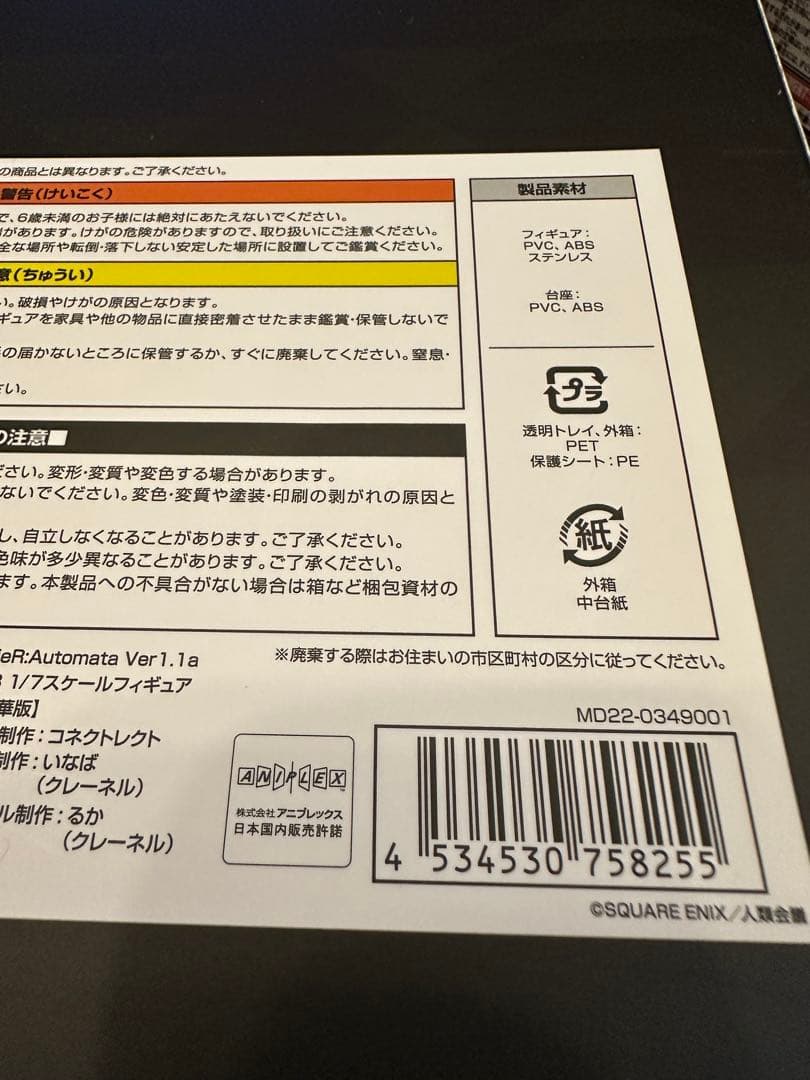 の商品とは異なります。ご了承ください。
警告(けいこく)
で、6歳未満のお子様には絶対にあたえないでください。
があります。けがの危険がありますので、取り扱いにご注意ください。
全な場所や転倒・落下しない安定した場所に設置してご鑑賞ください。
意(ちゅうい)
い。破損やけがの原因となります。
ギュアを家具や他の物品に直接密着させたまま鑑賞・保管しないで
の届かないところに保管するか、すぐに廃棄してください。窒息・
さい。
の注意■
ださい。変形・変質や変色する場合があります。
ないでください。変色・変質や塗装・印刷の剥がれの原因と
し、自立しなくなることがあります。ご了承ください。
色味が多少異なることがあります。ご了承ください。
ます。本製品への不具合がない場合は箱など梱包資材の
製品素材
フィギュア:
PVC、ABS
ステンレス
台座:
PVC、ABS
プラ
透明トレイ、外箱:
PET
保護シート:PE
紙
外箱
中台紙
※廃棄する際はお住まいの市区町村の区分に従ってください。
eR:Automata Ver1.1a
1/7スケールフィギュア
華版】
制作:コネクトレクト
制作:いなば
(クレーネル)
ル制作:るか
(クレーネル)
ANIPLEX
株式会社アニプレックス
日本国内販売許諾
MD22-0349001
4 534530 758255
©SQUARE ENIX/人類会議